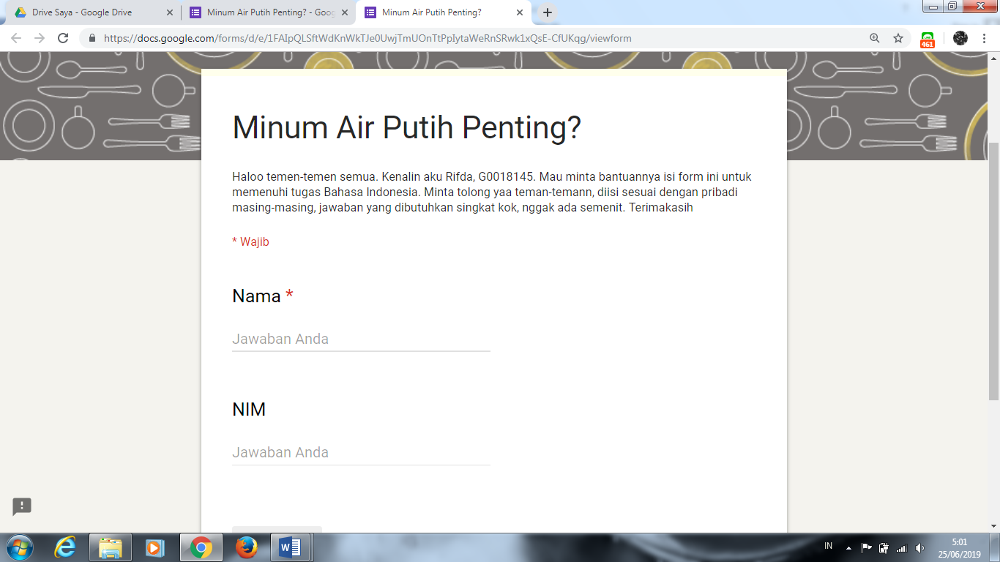 Drive Saya - Google Drive
Minum Air Putih Penting? - Goog
Minum Air Putih Penting?
https://docs.google.com/forms/d/e/1FAIpQLSftWdKnWkTJe0UwjTmUOnTtPpIytaWeRnSRwk1xQsE-CfUKqg/viewform
461
Minum Air Putih Penting?
Haloo temen-temen semua. Kenalin aku Rifda, G0018145. Mau minta bantuannya isi form ini untuk
memenuhi tugas Bahasa Indonesia. Minta tolong yaa teman-temann, diisi sesuai dengan pribadi
masing-masing, jawaban yang dibutuhkan singkat kok, nggak ada semenit. Terimakasih
* Wajib
Nama *
Jawaban Anda
NIM
Jawaban Anda
IN
5:01
25/06/2019